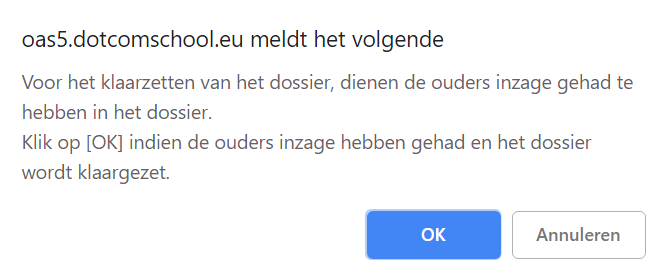 oas5.dotcomschool.eu meldt het volgende
Voor het klaarzetten van het dossier, dienen de ouders inzage gehad te
hebben in het dossier.
Klik op [OK] indien de ouders inzage hebben gehad en het dossier
wordt klaargezet.
OK
Annuleren